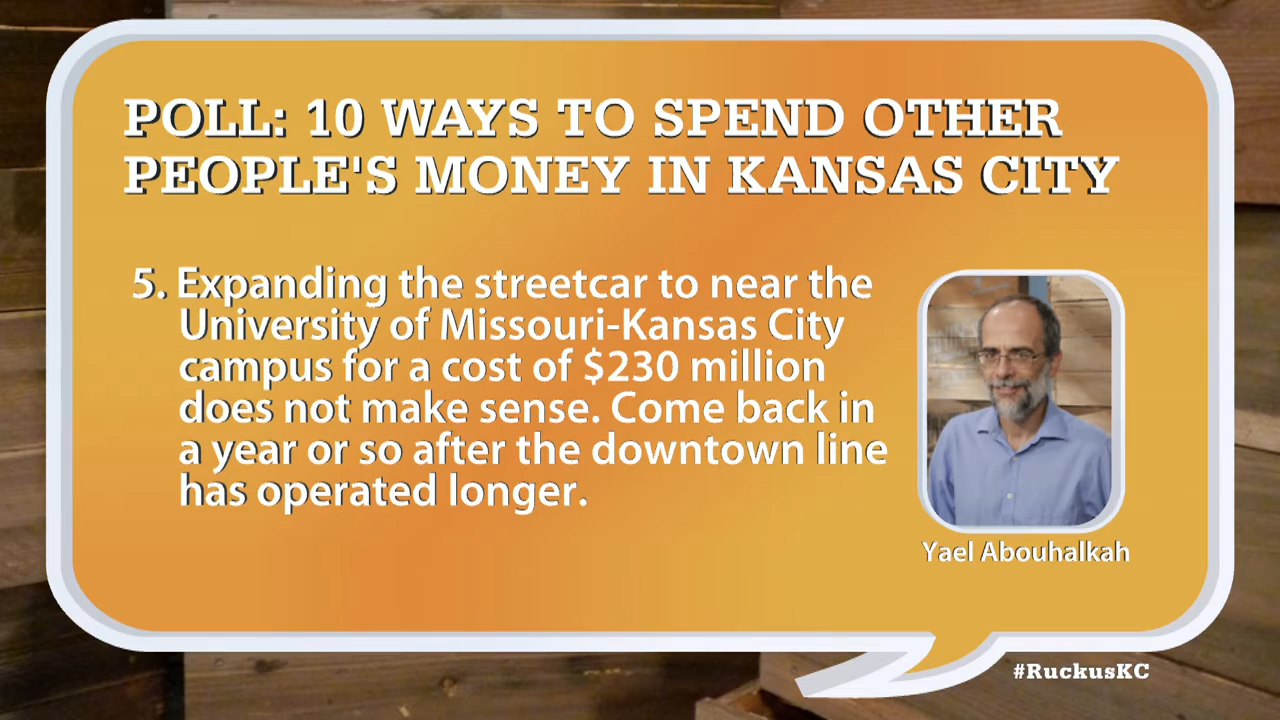 POLL: 10 WAYS TO SPEND OTHER
PEOPLE'S MONEY IN KANSAS CITY
5. Expanding the streetcar to near the
University of Missouri-Kansas City
campus for a cost of $230 million
does not make sense. Come back in
a year or so after the downtown line
has operated longer.
Yael Abouhalkah
#RuckusKC